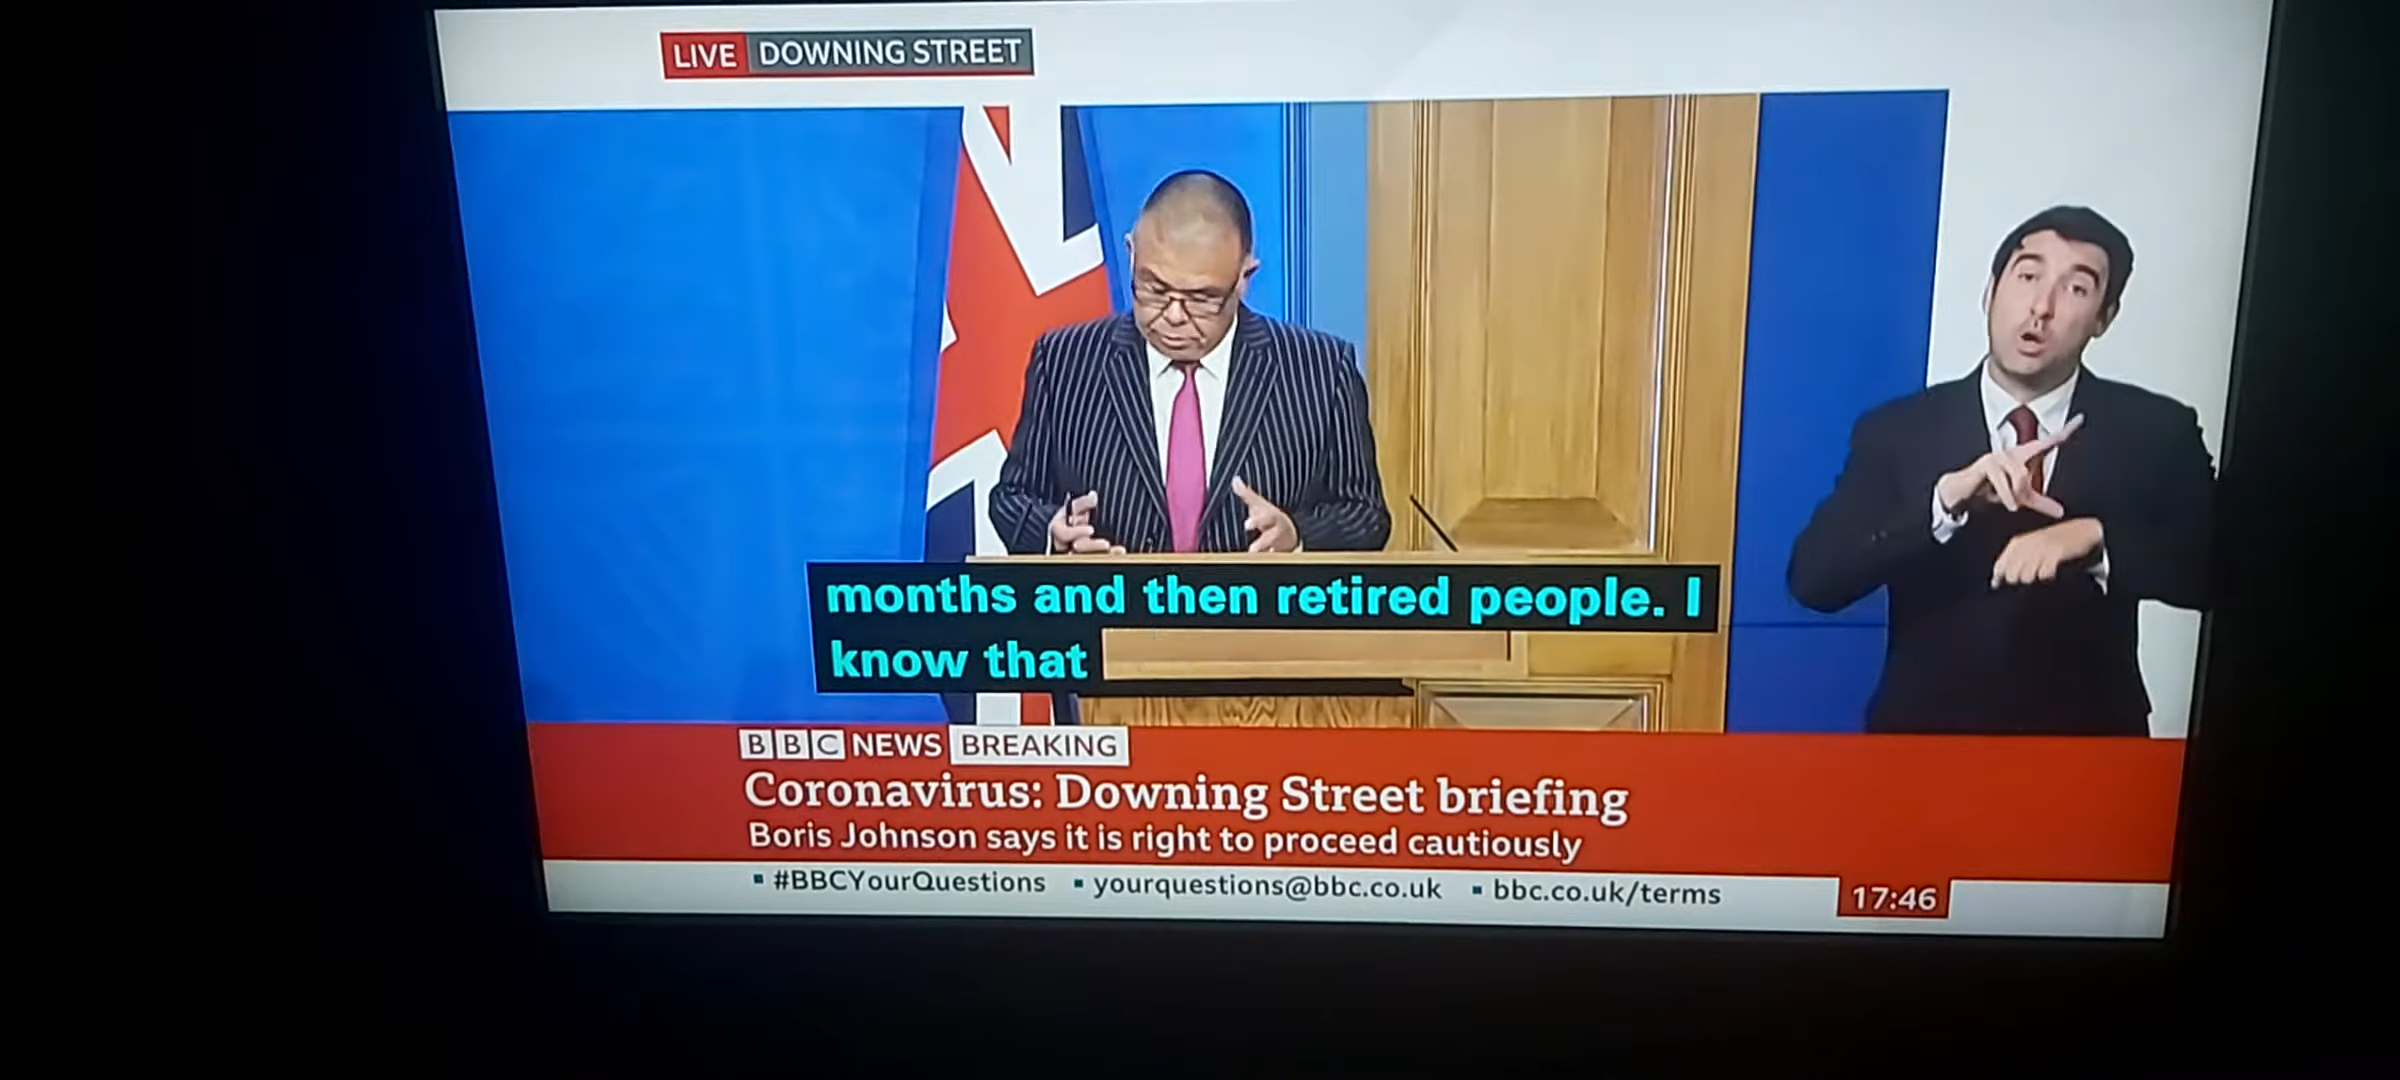 LIVE DOWNING STREET
months and then retired people. I
know that
BBC NEWS BREAKING
Coronavirus: Downing Street briefing
Boris Johnson says it is right to proceed cautiously
#BBCYourQuestions yourquestions@bbc.co.uk bbc.co.uk/terms
17:46